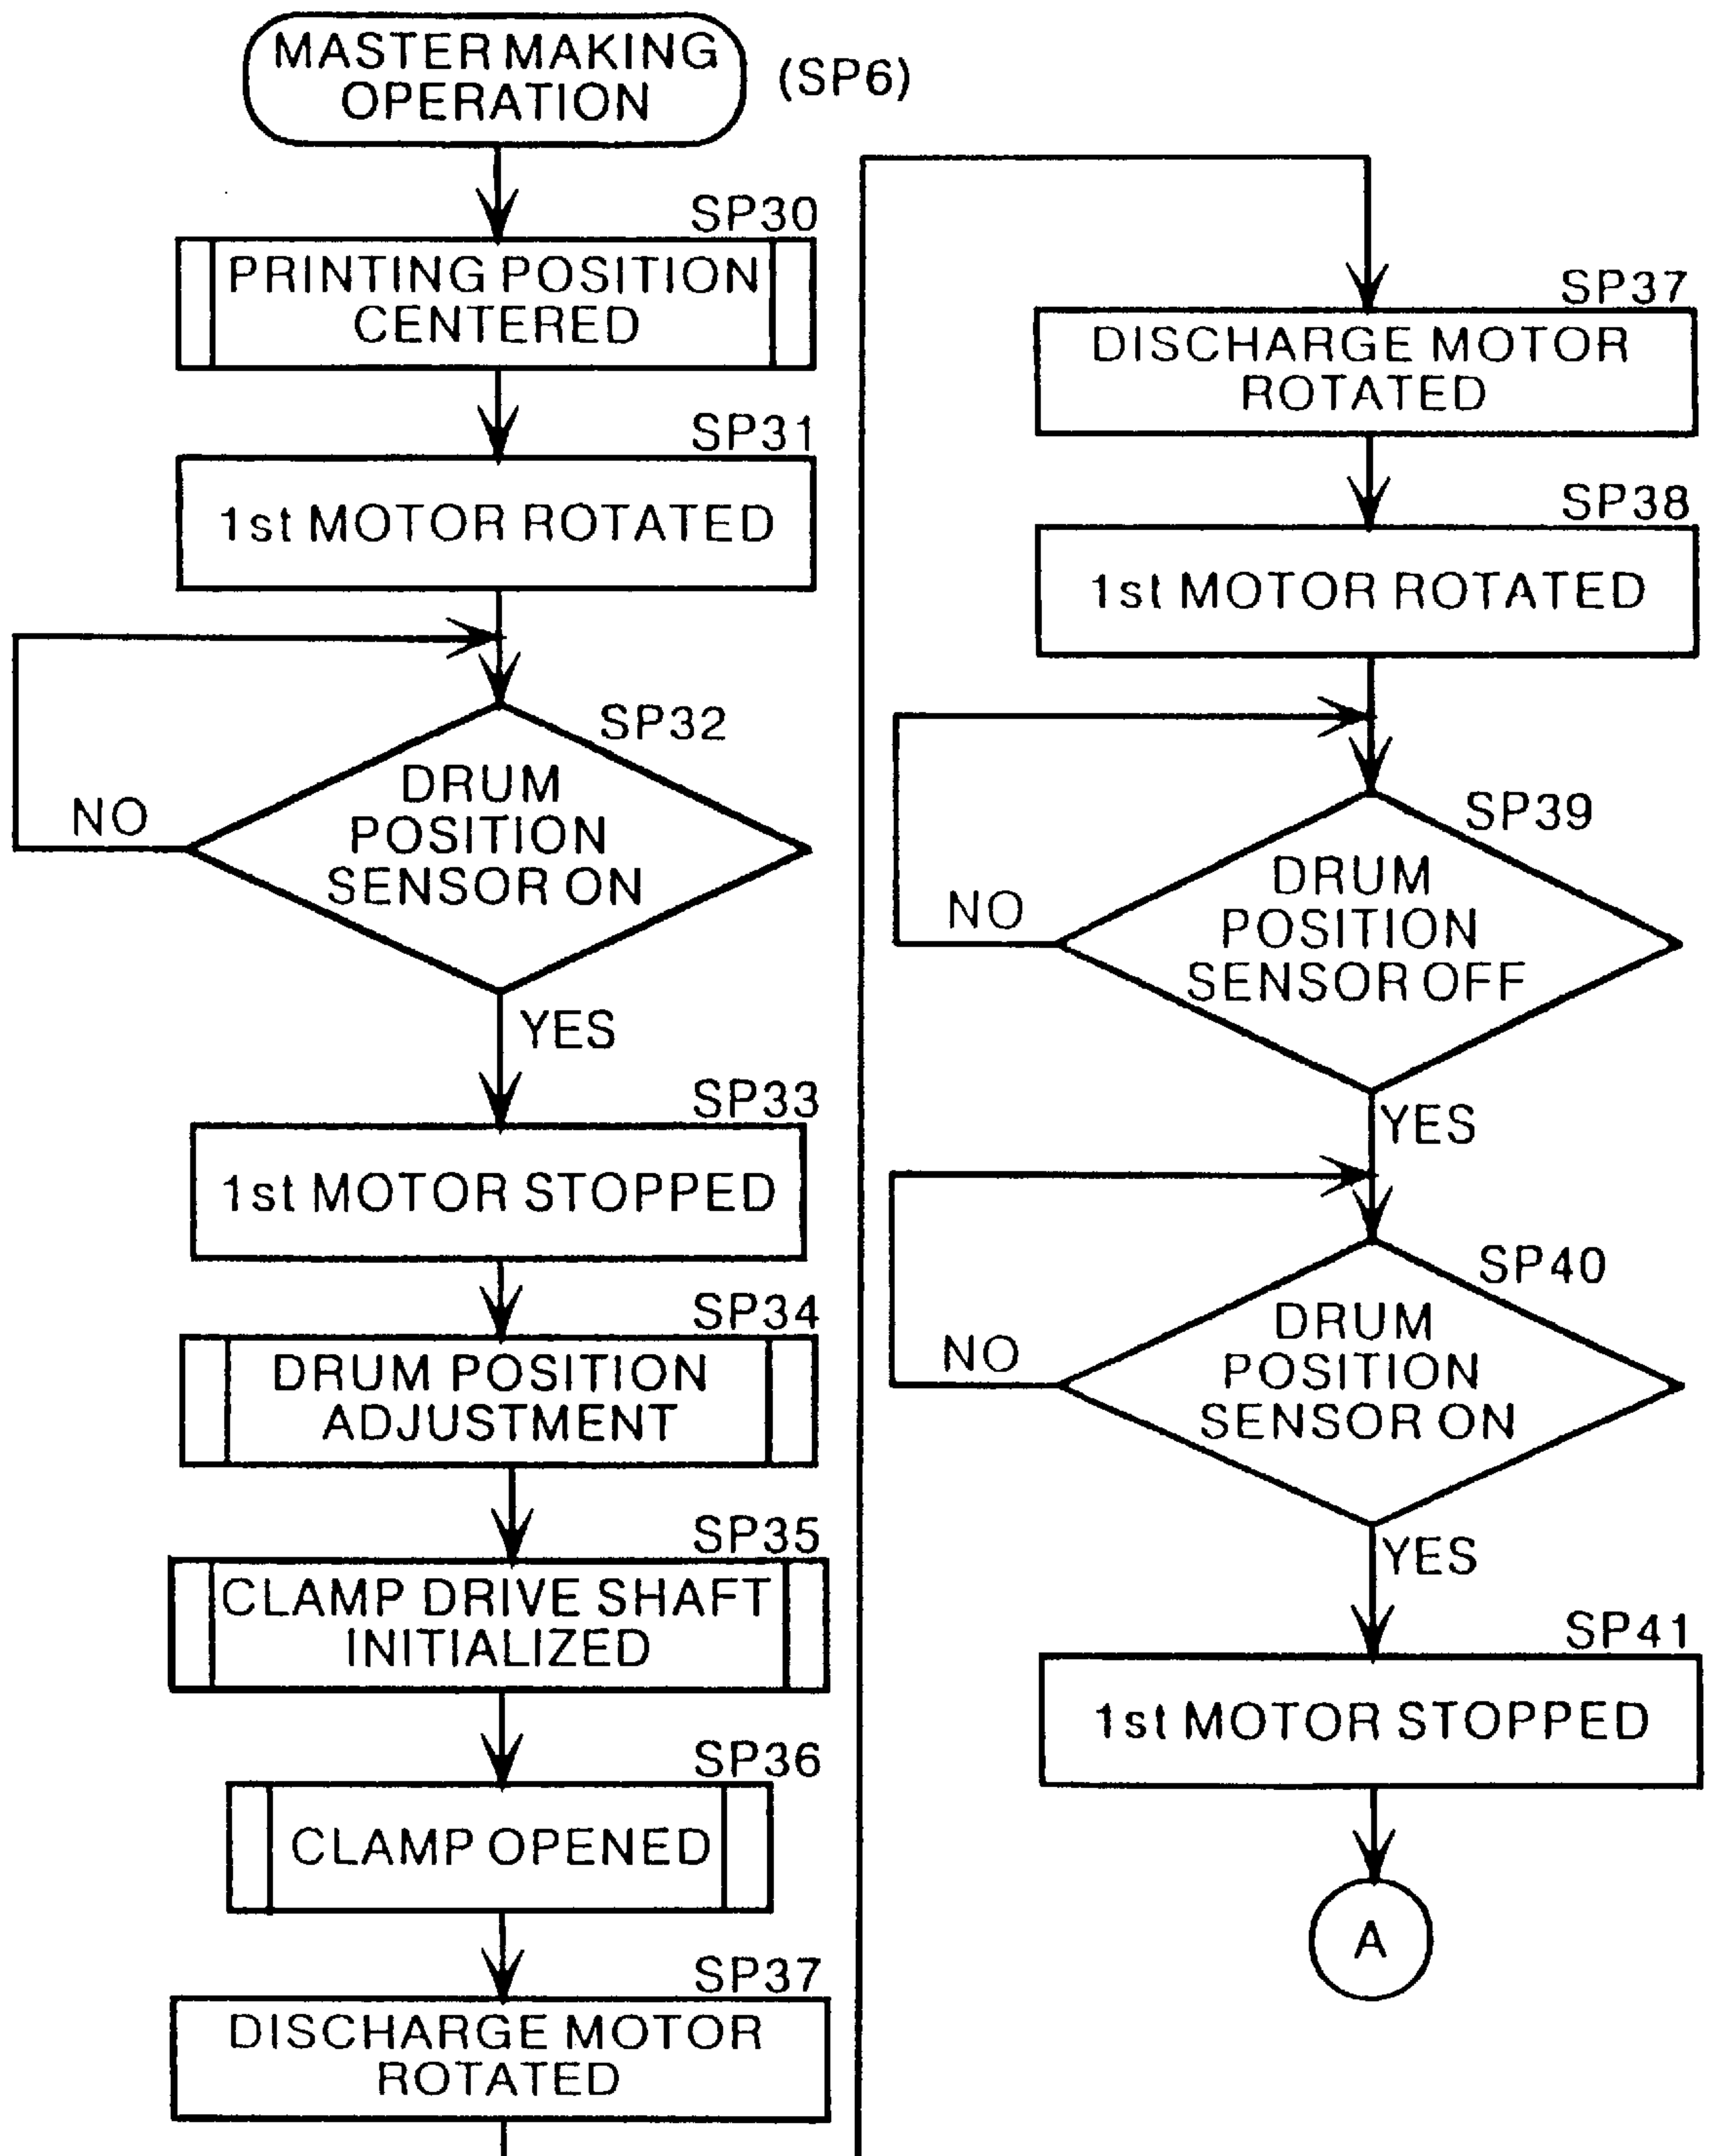 MASTER MAKING
OPERATION
(SP6)
SP30
PRINTING POSITION
CENTERED
SP31
1st MOTOR ROTATED
SP32
DRUM
POSITION
SENSOR ON
NO
YES
SP33
1st MOTOR STOPPED
SP34
DRUM POSITION
ADJUSTMENT
SP35
CLAMP DRIVE SHAFT
INITIALIZED
SP36
CLAMP OPENED
SP37
DISCHARGE MOTOR
ROTATED
SP37
DISCHARGE MOTOR
ROTATED
SP38
1st MOTOR ROTATED
SP39
DRUM
POSITION
SENSOR OFF
NO
YES
SP40
DRUM
POSITION
SENSOR ON
NO
YES
SP41
1st MOTOR STOPPED
A